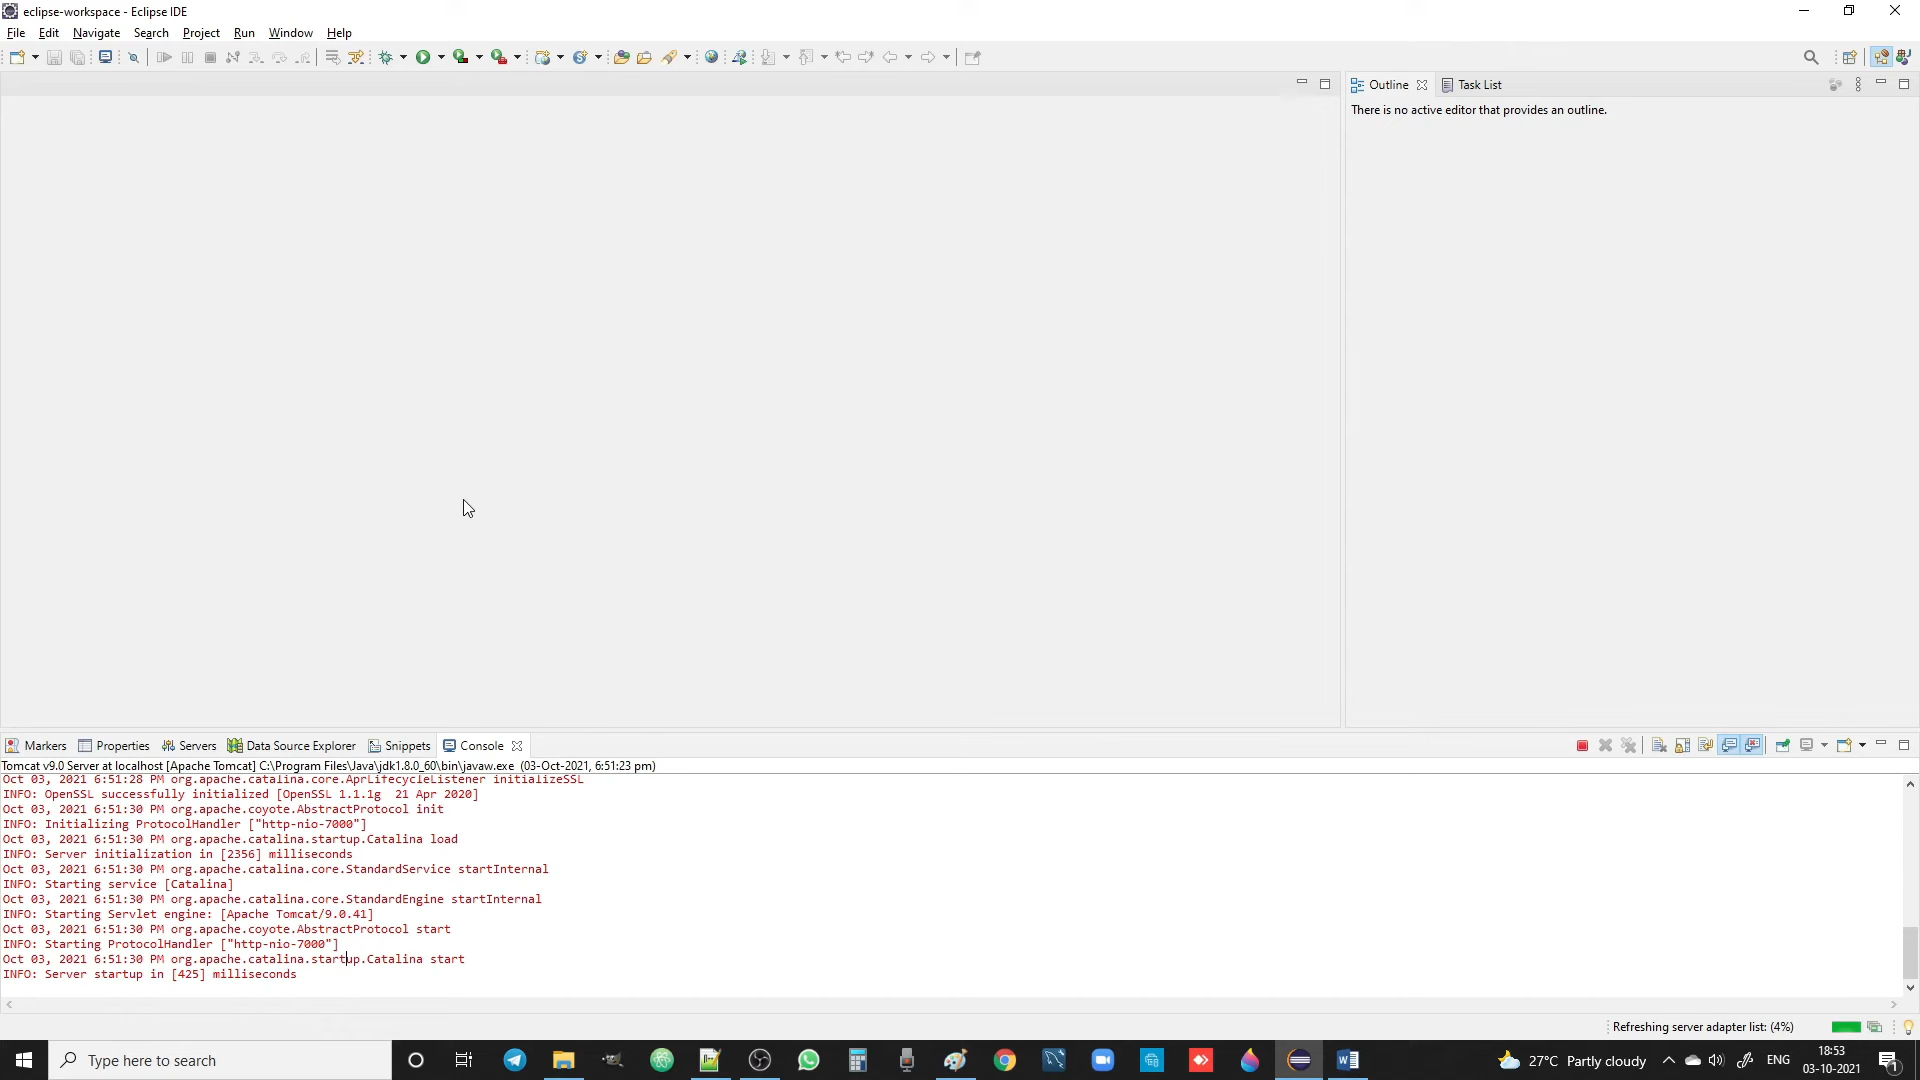 eclipse-workspace - Eclipse IDE
File Edit Navigate Search Project Run Window Help
Outline Task List
There is no active editor that provides an outline.
Markers Properties Servers Data Source Explorer Snippets Console
Tomcat v9.0 Server at localhost [Apache Tomcat] C:\Program Files\Java\jdk1.8.0_60\bin\javaw.exe (03-Oct-2021, 6:51:23 pm)
Oct 03, 2021 6:51:28 PM org.apache.catalina.core.AprLifecycleListener initializeSSL
INFO: OpenSSL successfully initialized [OpenSSL 1.1.1g  21 Apr 2020]
Oct 03, 2021 6:51:30 PM org.apache.coyote.AbstractProtocol init
INFO: Initializing ProtocolHandler ["http-nio-7000"]
Oct 03, 2021 6:51:30 PM org.apache.catalina.startup.Catalina load
INFO: Server initialization in [2356] milliseconds
Oct 03, 2021 6:51:30 PM org.apache.catalina.core.StandardService startInternal
INFO: Starting service [Catalina]
Oct 03, 2021 6:51:30 PM org.apache.catalina.core.StandardEngine startInternal
INFO: Starting Servlet engine: [Apache Tomcat/9.0.41]
Oct 03, 2021 6:51:30 PM org.apache.coyote.AbstractProtocol start
INFO: Starting ProtocolHandler ["http-nio-7000"]
Oct 03, 2021 6:51:30 PM org.apache.catalina.startup.Catalina start
INFO: Server startup in [425] milliseconds
Refreshing server adapter list: (4%)
Type here to search
27°C Partly cloudy
ENG
18:53
03-10-2021
1